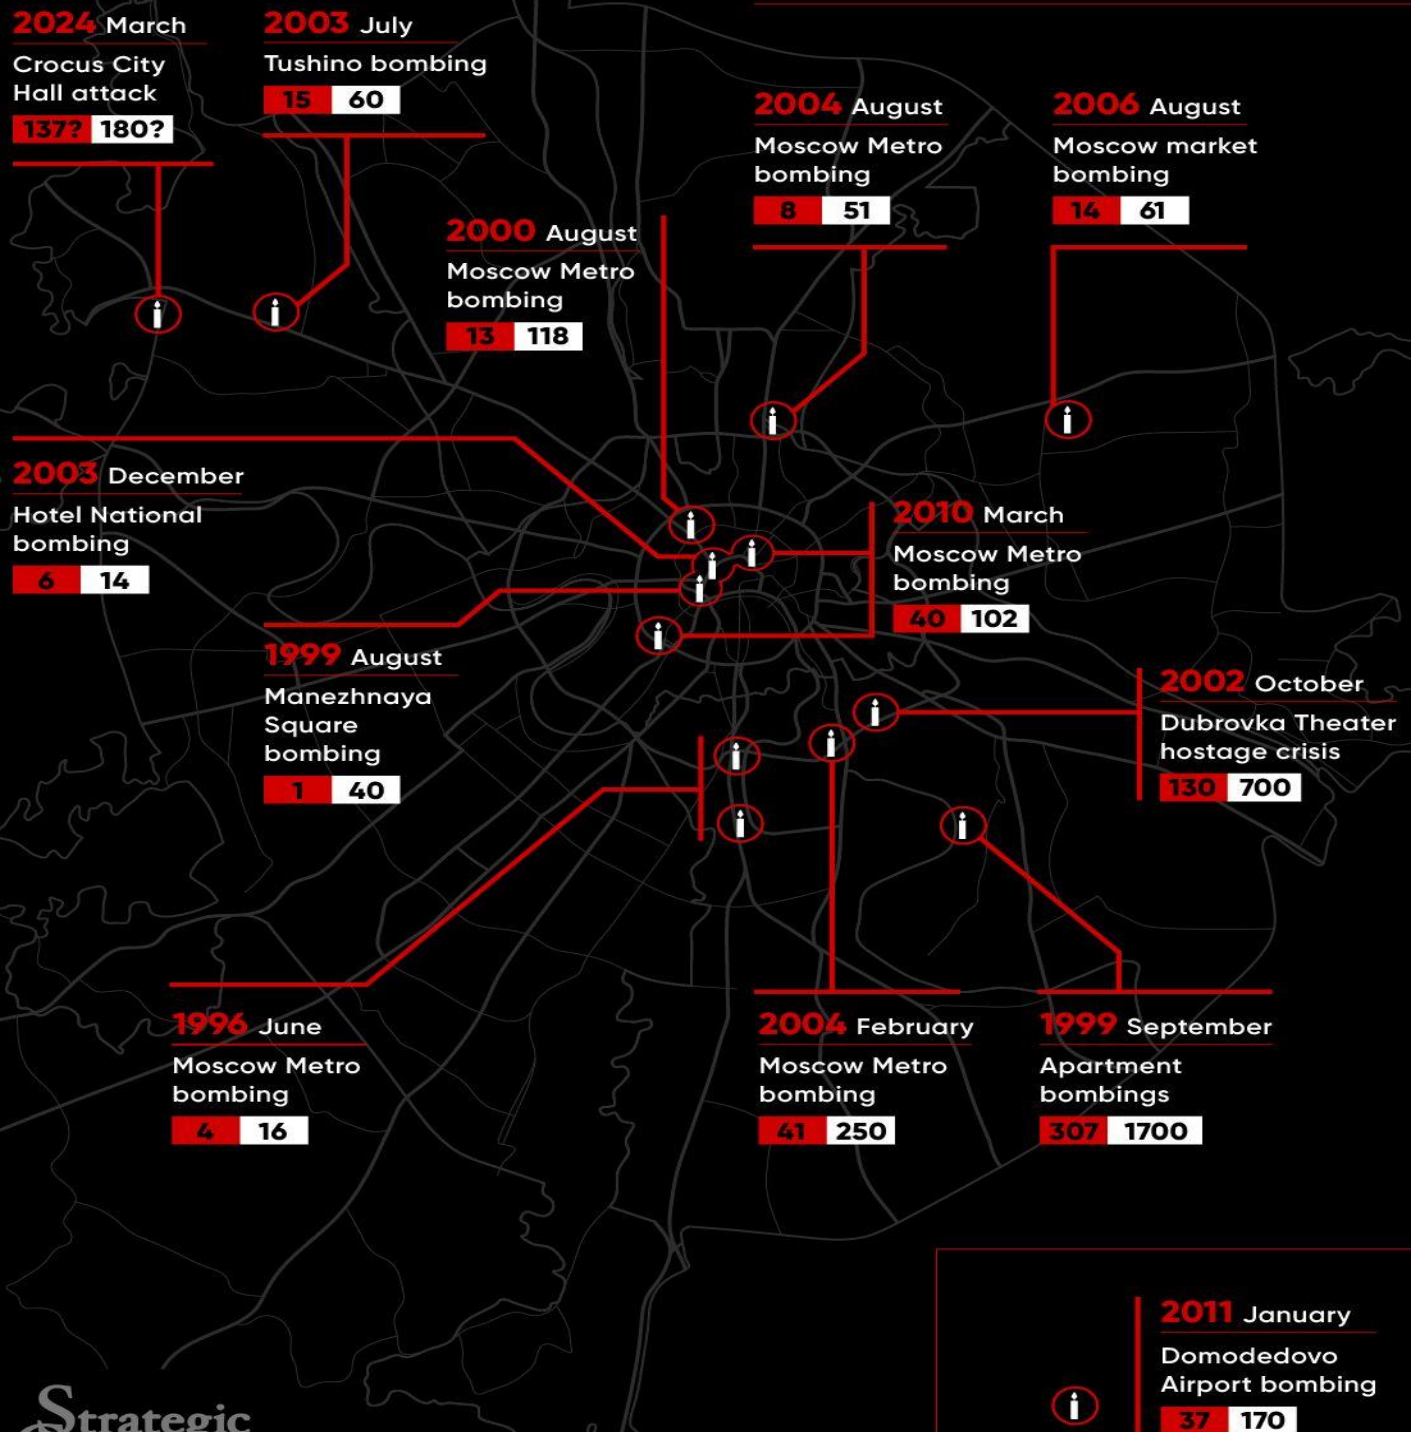 2024 March
Crocus City
Hall attack
137? 180?
2003 July
Tushino bombing
15 60
2004 August
Moscow Metro
bombing
8 51
2006 August
Moscow market
bombing
14 61
2000 August
Moscow Metro
bombing
13 118
2003 December
Hotel National
bombing
6 14
2010 March
Moscow Metro
bombing
40 102
1999 August
Manezhnaya
Square
bombing
1 40
2002 October
Dubrovka Theater
hostage crisis
130 700
1996 June
Moscow Metro
bombing
4 16
2004 February
Moscow Metro
bombing
41 250
1999 September
Apartment
bombings
307 1700
2011 January
Domodedovo
Airport bombing
37 170
Strategic